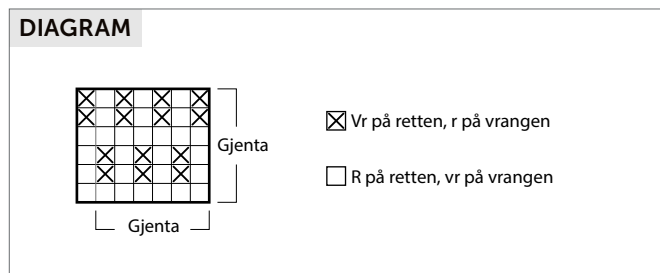 DIAGRAM
Gjenta
Gjenta
Vr på retten, r på vrangen
R på retten, vr på vrangen